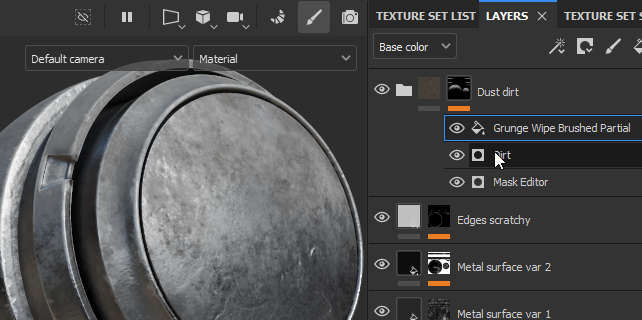 TEXTURE SET LIST LAYERS TEXTURE SET S
Base color
Default camera
Material
Dust dirt
Grunge Wipe Brushed Partial
Mask Editor
Edges scratchy
Metal surface var 2
Metal surface var 1